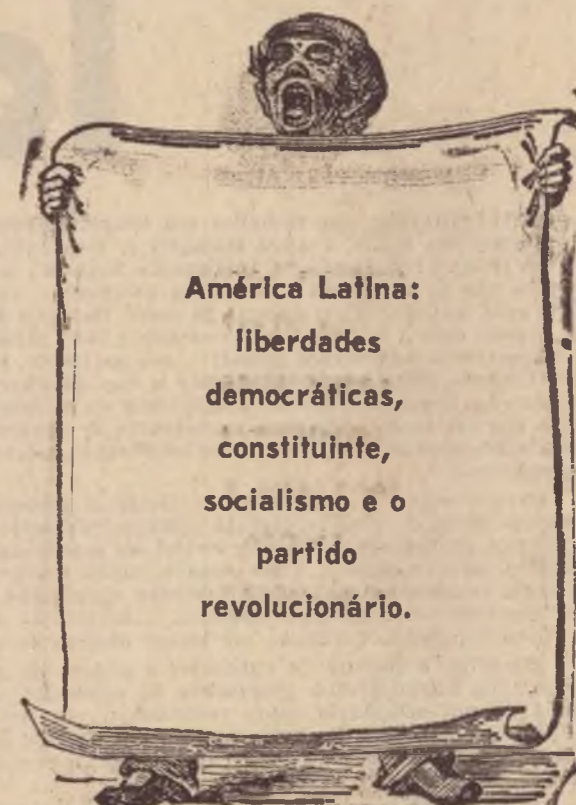 América Latina:
liberdades
democráticas,
constituinte,
socialismo e o
partido
revolucionário.